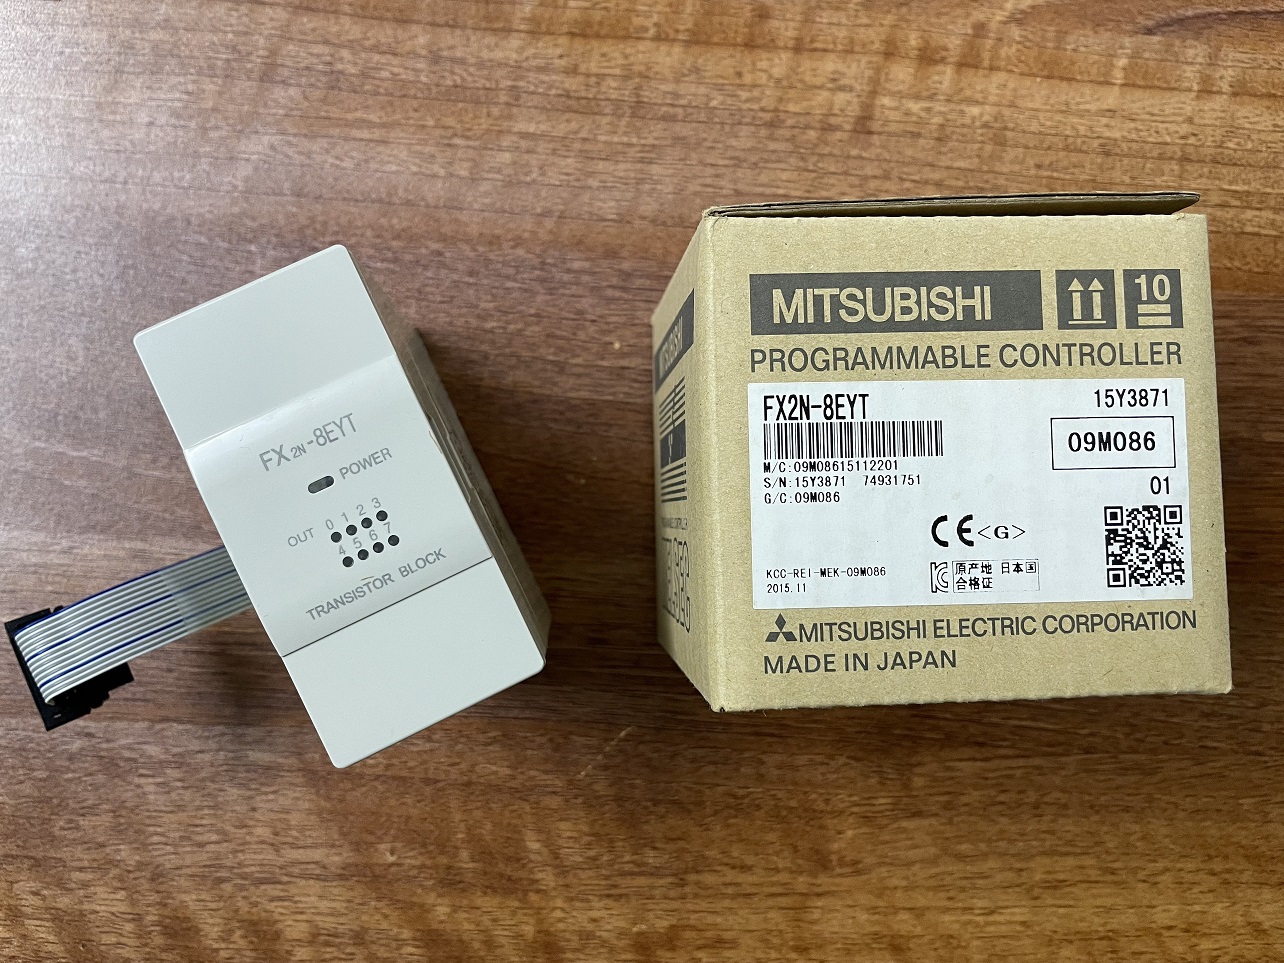 FX2N-8EYT
POWER
OUT 0 1 2 3
4 5 6 7
TRANSISTOR BLOCK
MITSUBISHI
10
PROGRAMMABLE CONTROLLER
FX2N-8EYT 15Y3871
09M086
M/C:09M08615112201
S/N:15Y3871 74931751
G/C:09M086
01
CE <G>
KCC-REI-MEK-09M086
2015.11
原产地 日本国
合格证
MITSUBISHI ELECTRIC CORPORATION
MADE IN JAPAN
MITSUBISHI